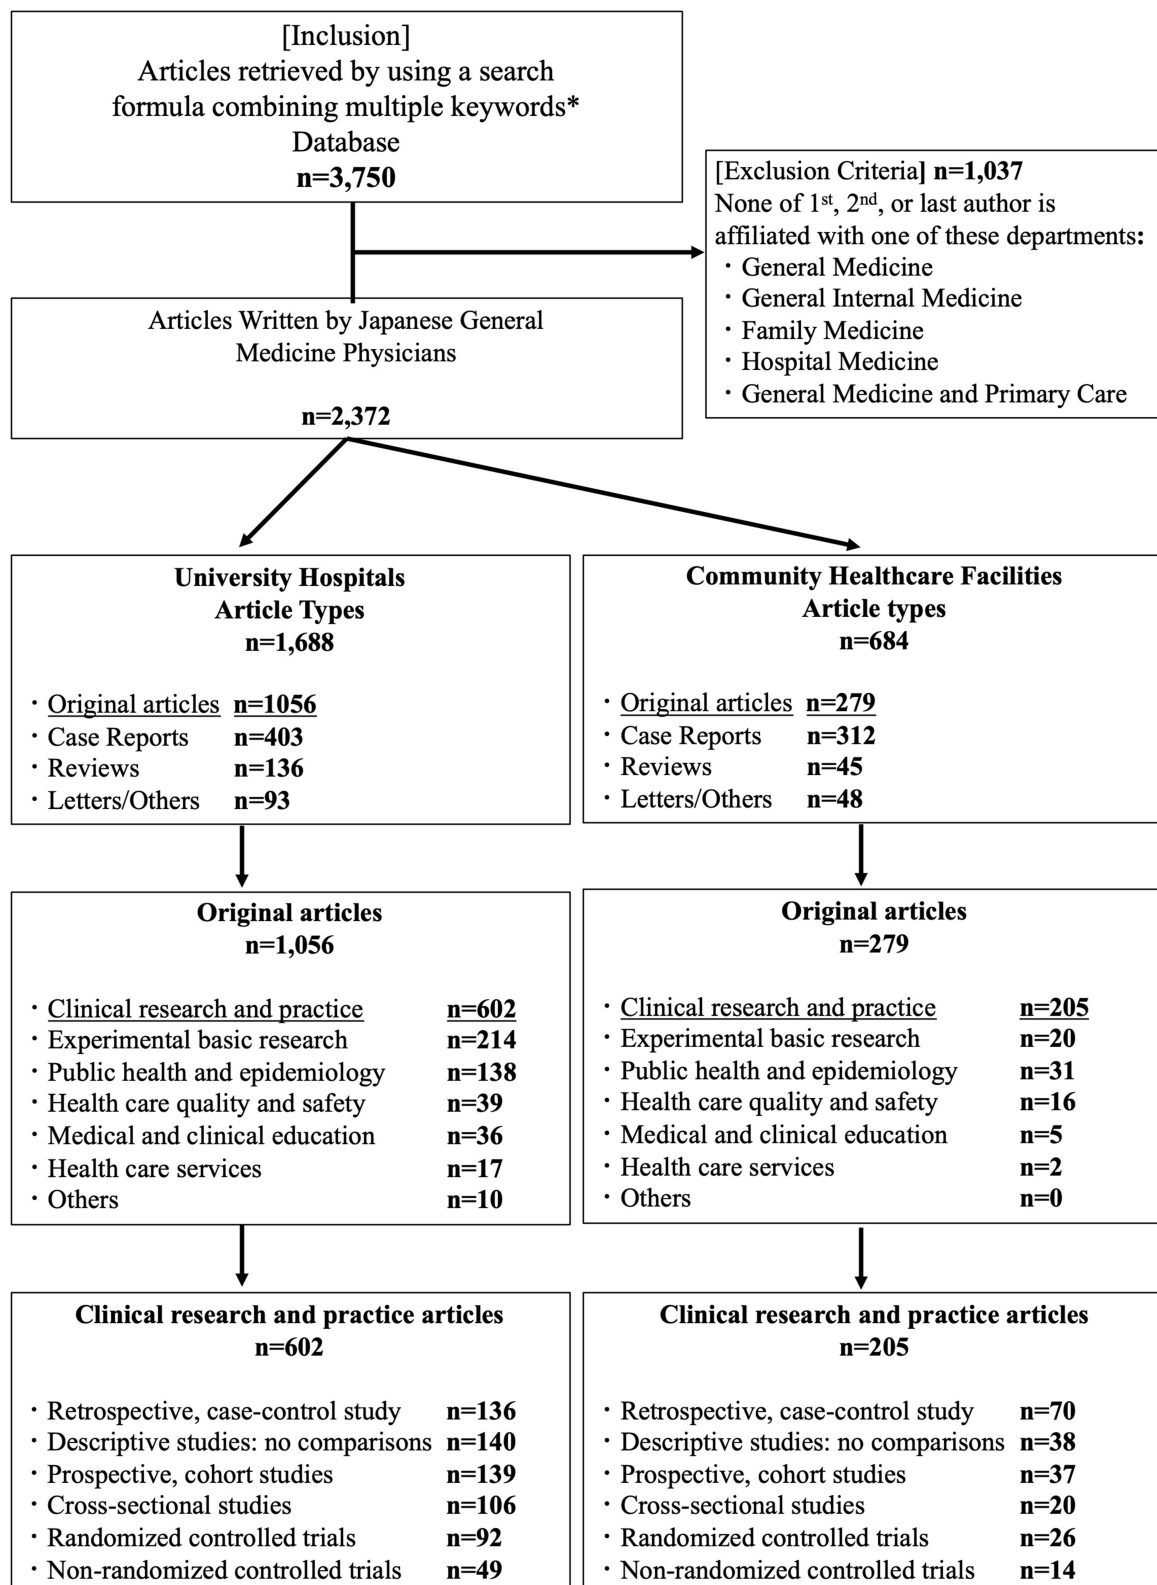 [Inclusion]
Articles retrieved by using a search
formula combining multiple keywords*
Database
n=3,750
[Exclusion Criteria] n=1,037
None of 1st, 2nd, or last author is
affiliated with one of these departments:
・General Medicine
・General Internal Medicine
・Family Medicine
・Hospital Medicine
・General Medicine and Primary Care
Articles Written by Japanese General
Medicine Physicians
n=2,372
University Hospitals
Article Types
n=1,688
・Original articles n=1056
・Case Reports n=403
・Reviews n=136
・Letters/Others n=93
Community Healthcare Facilities
Article types
n=684
・Original articles n=279
・Case Reports n=312
・Reviews n=45
・Letters/Others n=48
Original articles
n=1,056
・Clinical research and practice n=602
・Experimental basic research n=214
・Public health and epidemiology n=138
・Health care quality and safety n=39
・Medical and clinical education n=36
・Health care services n=17
・Others n=10
Original articles
n=279
・Clinical research and practice n=205
・Experimental basic research n=20
・Public health and epidemiology n=31
・Health care quality and safety n=16
・Medical and clinical education n=5
・Health care services n=2
・Others n=0
Clinical research and practice articles
n=602
・Retrospective, case-control study n=136
・Descriptive studies: no comparisons n=140
・Prospective, cohort studies n=139
・Cross-sectional studies n=106
・Randomized controlled trials n=92
・Non-randomized controlled trials n=49
Clinical research and practice articles
n=205
・Retrospective, case-control study n=70
・Descriptive studies: no comparisons n=38
・Prospective, cohort studies n=37
・Cross-sectional studies n=20
・Randomized controlled trials n=26
・Non-randomized controlled trials n=14